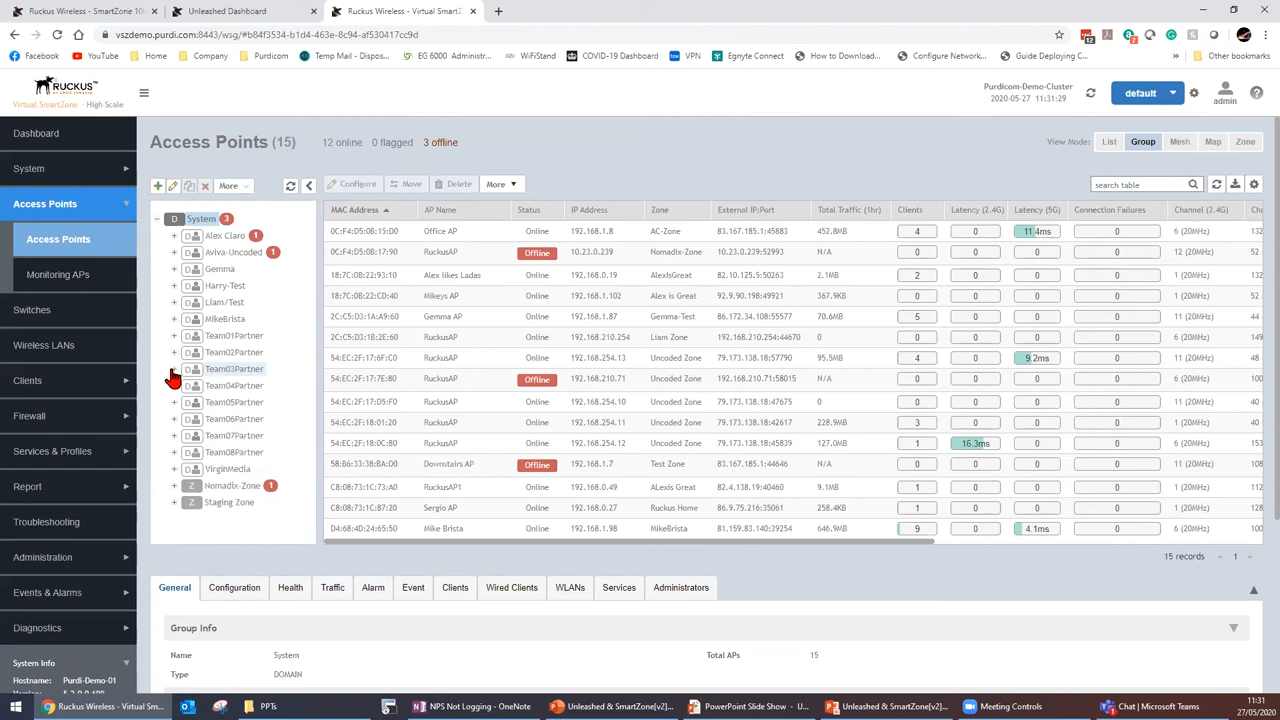 Ruckus Wireless - SmartZone 10
Unleashed Dashboard
Ruckus Wireless - Virtual SmartZ
vszdemo.purdi.com:8443/wsg/#b84f3534-b1d4-463e-8c94-af530417cc9d
Facebook YouTube Home Company Purdicom Temp Mail - Dispos... EG 6000 Administr... WiFiStand COVID-19 Dashboard VPN Egnyte Connect How to Download... Configure Network... Guide Deploying C... » Other bookmarks
RUCKUS
Virtual SmartZone - High Scale
Purdicom-Demo-Cluster
2020-05-27 11:31:29
default
admin
Dashboard
System
Access Points
Access Points
Monitoring APs
Switches
Wireless LANs
Clients
Firewall
Services & Profiles
Report
Troubleshooting
Administration
Events & Alarms
Diagnostics
System Info
Hostname: Purdi-Demo-01
Access Points (15) 12 online 0 flagged 3 offline
View Mode: List Group Mesh Map Zone
More
Configure Move Delete More
search table
D System 3
D Alex Claro 1
D Aviva-Uncoded 1
D Gemma
D Harry-Test
D Liam/Test
D MikeBrista
D Team01Partner
D Team02Partner
D Team03Partner
D Team04Partner
D Team05Partner
D Team06Partner
D Team07Partner
D Team08Partner
D VirginMedia
Z Nomadix-Zone 1
Z Staging Zone
MAC Address AP Name Status IP Address Zone External IP:Port Total Traffic (1hr) Clients Latency (2.4G) Latency (5G) Connection Failures Channel (2.4G) Cha
0C:F4:D5:0B:15:D0 Office AP Online 192.168.1.8 AC-Zone 83.167.185.1:45883 452.8MB 4 0 11.4ms 0 6 (20MHz) 132
0C:F4:D5:0B:17:90 RuckusAP Offline 10.23.0.239 Nomadix-Zone 10.23.0.239:52993 N/A 0 0 0 0 12 (20MHz) 52
18:7C:0B:22:93:10 Alex likes Ladas Online 192.168.0.19 AlexIsGreat 82.10.125.5:50263 2.1MB 2 0 0 0 11 (20MHz) 136
18:7C:0B:22:CD:40 Mikeys AP Online 192.168.1.102 Alex is Great 92.9.90.198:49921 367.9KB 0 0 0 0 1 (20MHz) 36
2C:C5:D3:1A:A9:60 Gemma AP Online 192.168.1.87 Gemma-Test 86.172.34.108:55577 70.6MB 5 0 0 0 11 (20MHz) 64
2C:C5:D3:1B:2E:60 RuckusAP Online 192.168.210.254 Liam Zone 192.168.210.254:44670 0 0 0 0 0 1 (20MHz) 149
54:EC:2F:17:6F:C0 RuckusAP Online 192.168.254.13 Uncoded Zone 79.173.138.18:57790 95.5MB 4 0 9.2ms 0 11 (20MHz) 48
54:EC:2F:17:7E:80 RuckusAP Offline 192.168.210.71 Uncoded Zone 192.168.210.71:58015 N/A 0 0 0 0 1 (20MHz) 36
54:EC:2F:17:D5:F0 RuckusAP Online 192.168.254.10 Uncoded Zone 79.173.138.18:47675 0 0 0 0 0 11 (20MHz) 40
54:EC:2F:18:01:20 RuckusAP Online 192.168.254.11 Uncoded Zone 79.173.138.18:42617 228.9MB 3 0 0 0 1 (20MHz) 40
54:EC:2F:18:0C:80 RuckusAP Online 192.168.254.12 Uncoded Zone 79.173.138.18:45839 127.0MB 1 16.3ms 0 0 1 (20MHz) 153
58:B6:33:38:BA:D0 Downstairs AP Offline 192.168.1.7 Test Zone 83.167.185.1:44646 N/A 0 0 0 0 11 (20MHz) 112
C8:08:73:1C:73:A0 RuckusAP1 Online 192.168.0.49 ALexis Great 82.4.138.19:40460 9.1MB 1 0 0 0 1 (20MHz) 112
C8:08:73:1C:87:20 Sergio AP Online 192.168.0.27 Ruckus Home 86.9.75.216:35061 258.4KB 1 0 0 0 1 (20MHz) 128
D4:68:4D:24:65:50 Mike Brista Online 192.168.1.98 MikeBrista 81.159.83.140:39254 646.9MB 9 0 4.1ms 0 6 (20MHz) 100
15 records « 1 »
General Configuration Health Traffic Alarm Event Clients Wired Clients WLANs Services Administrators
Group Info
Name System Total APs 15
Type DOMAIN
Ruckus Wireless - Virtual Sm... PPTs NPS Not Logging - OneNote Unleashed & SmartZone[v2]... PowerPoint Slide Show - U... Unleashed & SmartZone[v2]... Meeting Controls Chat | Microsoft Teams
11:31
27/05/2020